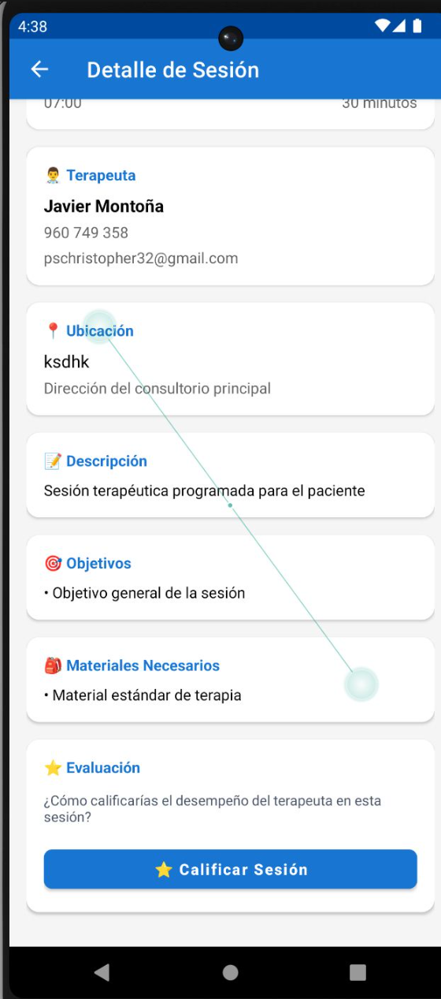 4:38
Detalle de Sesión
07:00 30 minutos
Terapeuta
Javier Montoña
960 749 358
pschristopher32@gmail.com
Ubicación
ksdhk
Dirección del consultorio principal
Descripción
Sesión terapéutica programada para el paciente
Objetivos
• Objetivo general de la sesión
Materiales Necesarios
• Material estándar de terapia
Evaluación
¿Cómo calificarías el desempeño del terapeuta en esta
sesión?
Calificar Sesión